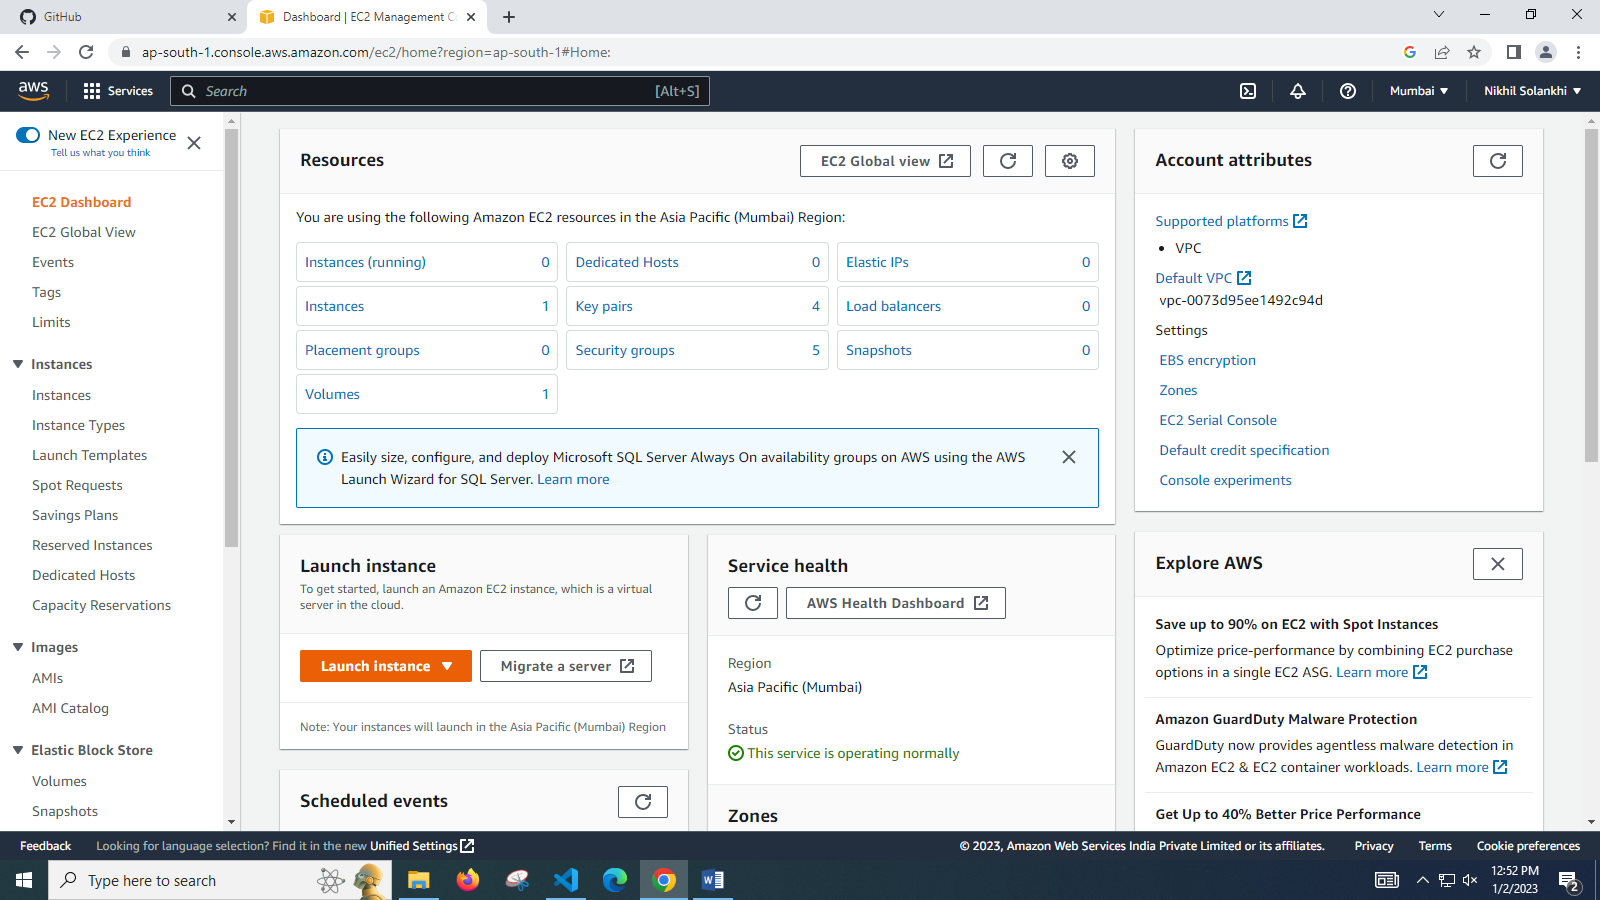 GitHub
Dashboard | EC2 Management Co
ap-south-1.console.aws.amazon.com/ec2/home?region=ap-south-1#Home:
aws
Services
Search
[Alt+S]
Mumbai
Nikhil Solankhi
New EC2 Experience
Tell us what you think
EC2 Dashboard
EC2 Global View
Events
Tags
Limits
Instances
Instances
Instance Types
Launch Templates
Spot Requests
Savings Plans
Reserved Instances
Dedicated Hosts
Capacity Reservations
Images
AMIs
AMI Catalog
Elastic Block Store
Volumes
Snapshots
Resources
EC2 Global view
You are using the following Amazon EC2 resources in the Asia Pacific (Mumbai) Region:
Instances (running) 0
Dedicated Hosts 0
Elastic IPs 0
Instances 1
Key pairs 4
Load balancers 0
Placement groups 0
Security groups 5
Snapshots 0
Volumes 1
Easily size, configure, and deploy Microsoft SQL Server Always On availability groups on AWS using the AWS
Launch Wizard for SQL Server. Learn more
Launch instance
To get started, launch an Amazon EC2 instance, which is a virtual
server in the cloud.
Launch instance
Migrate a server
Note: Your instances will launch in the Asia Pacific (Mumbai) Region
Scheduled events
Service health
AWS Health Dashboard
Region
Asia Pacific (Mumbai)
Status
This service is operating normally
Zones
Account attributes
Supported platforms
• VPC
Default VPC
vpc-0073d95ee1492c94d
Settings
EBS encryption
Zones
EC2 Serial Console
Default credit specification
Console experiments
Explore AWS
Save up to 90% on EC2 with Spot Instances
Optimize price-performance by combining EC2 purchase
options in a single EC2 ASG. Learn more
Amazon GuardDuty Malware Protection
GuardDuty now provides agentless malware detection in
Amazon EC2 & EC2 container workloads. Learn more
Get Up to 40% Better Price Performance
Feedback
Looking for language selection? Find it in the new Unified Settings
© 2023, Amazon Web Services India Private Limited or its affiliates.
Privacy
Terms
Cookie preferences
Type here to search
12:52 PM
1/2/2023
2